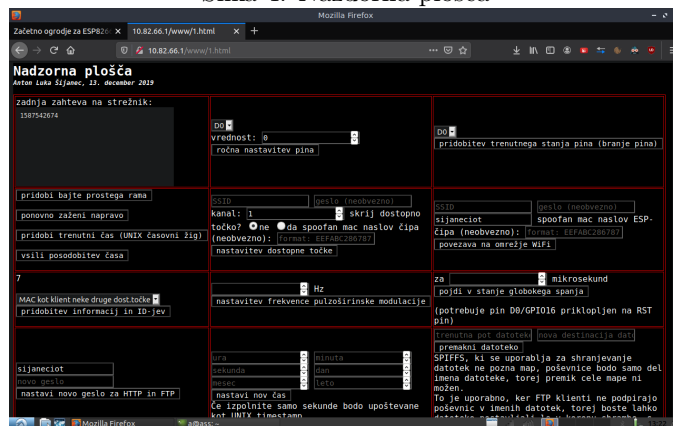 Slika 4: Nadzorna plošča
Mozilla Firefox
Začetno ogrodje za ESP826
10.82.66.1/www/1.html
10.82.66.1/www/1.html
Nadzorna plošča
Anton Luka Šijanec, 13. december 2019
zadnja zahteva na strežnik:
1587542674
D0
vrednost: 0
ročna nastavitev pina
D0
pridobitev trenutnega stanja pina (branje pina)
pridobi bajte prostega rama
ponovno zaženi napravo
pridobi trenutni čas (UNIX časovni žig)
vsili posodobitev časa
SSID
geslo (neobvezno)
kanal: 1
skrij dostopno
točko? ne da spoofan mac naslov čipa
(neobvezno): format: EEFABC286787
nastavitev dostopne točke
SSID
geslo (neobvezno)
sijaneciot
spoofan mac naslov ESP-
čipa (neobvezno): format: EEFABC286787
povezava na omrežje WiFi
7
MAC kot klient neke druge dost.točke
pridobitev informacij in ID-jev
Hz
nastavitev frekvence pulzoširinske modulacije
za
mikrosekund
pojdi v stanje globokega spanja
(potrebuje pin D0/GPIO16 priklopljen na RST
pin)
sijaneciot
novo geslo
nastavi novo geslo za HTTP in FTP
ura
minuta
sekunda
dan
mesec
leto
nastavi nov čas
Če izpolnite samo sekunde bodo upoštevane
kot UNIX timestamp
trenutna pot datoteke
nova destinacija dat
premakni datoteko
SPIFFS, ki se uporablja za shranjevanje
datotek ne pozna map, poševnice bodo samo del
imena datoteke, torej premik cele mape ni
možen.
To je uporabno, ker FTP klienti ne podpirajo
poševnic v imenih datotek, torej boste lahko
Mozilla Firefox
a@ass: ~
13:22